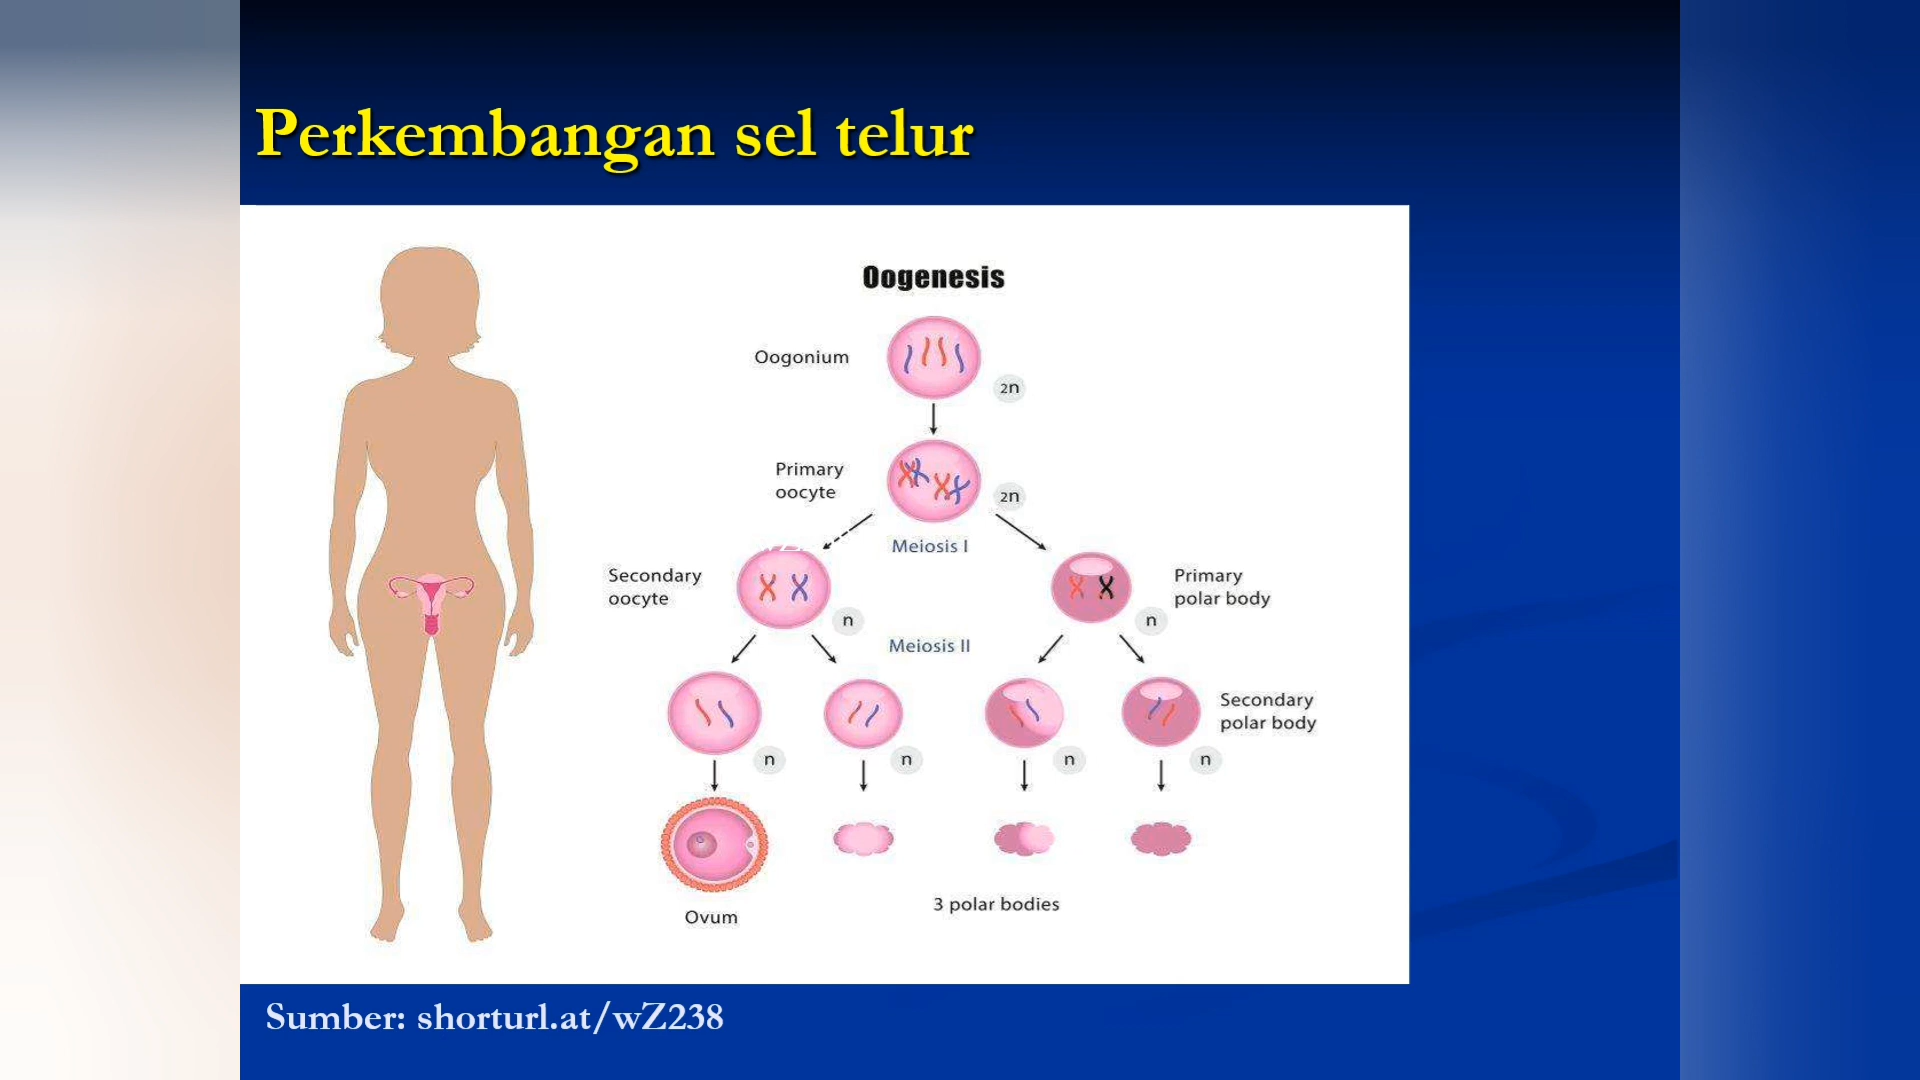 Perkembangan sel telur
Oogenesis
Oogonium
2n
Primary
oocyte
2n
Meiosis I
Secondary
oocyte
n
Primary
polar body
n
Meiosis II
Secondary
polar body
n
n
n
n
Ovum
3 polar bodies
Sumber: shorturl.at/wZ238